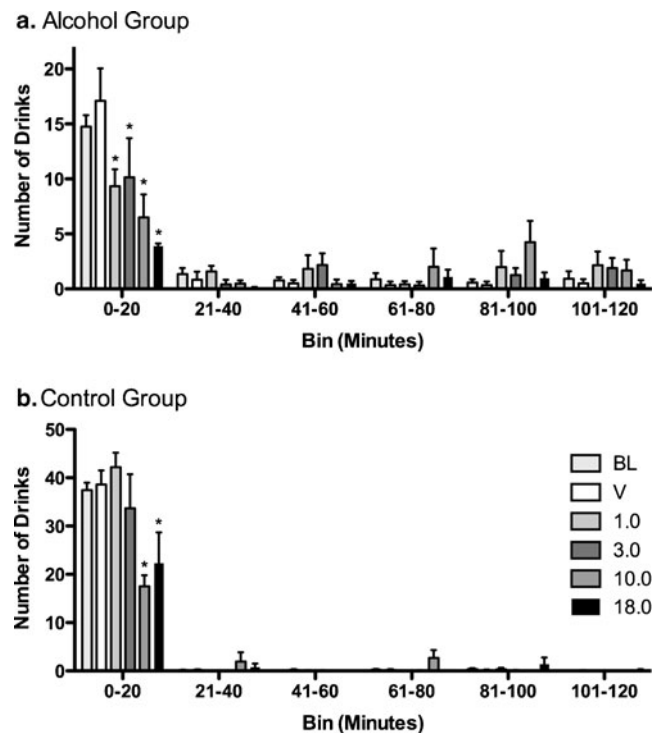 a. Alcohol Group
20
15
10
5
0
Number of Drinks
* * * *
0-20 21-40 41-60 61-80 81-100 101-120
Bin (Minutes)
b. Control Group
50
40
30
20
10
0
Number of Drinks
* *
BL
V
1.0
3.0
10.0
18.0
0-20 21-40 41-60 61-80 81-100 101-120
Bin (Minutes)